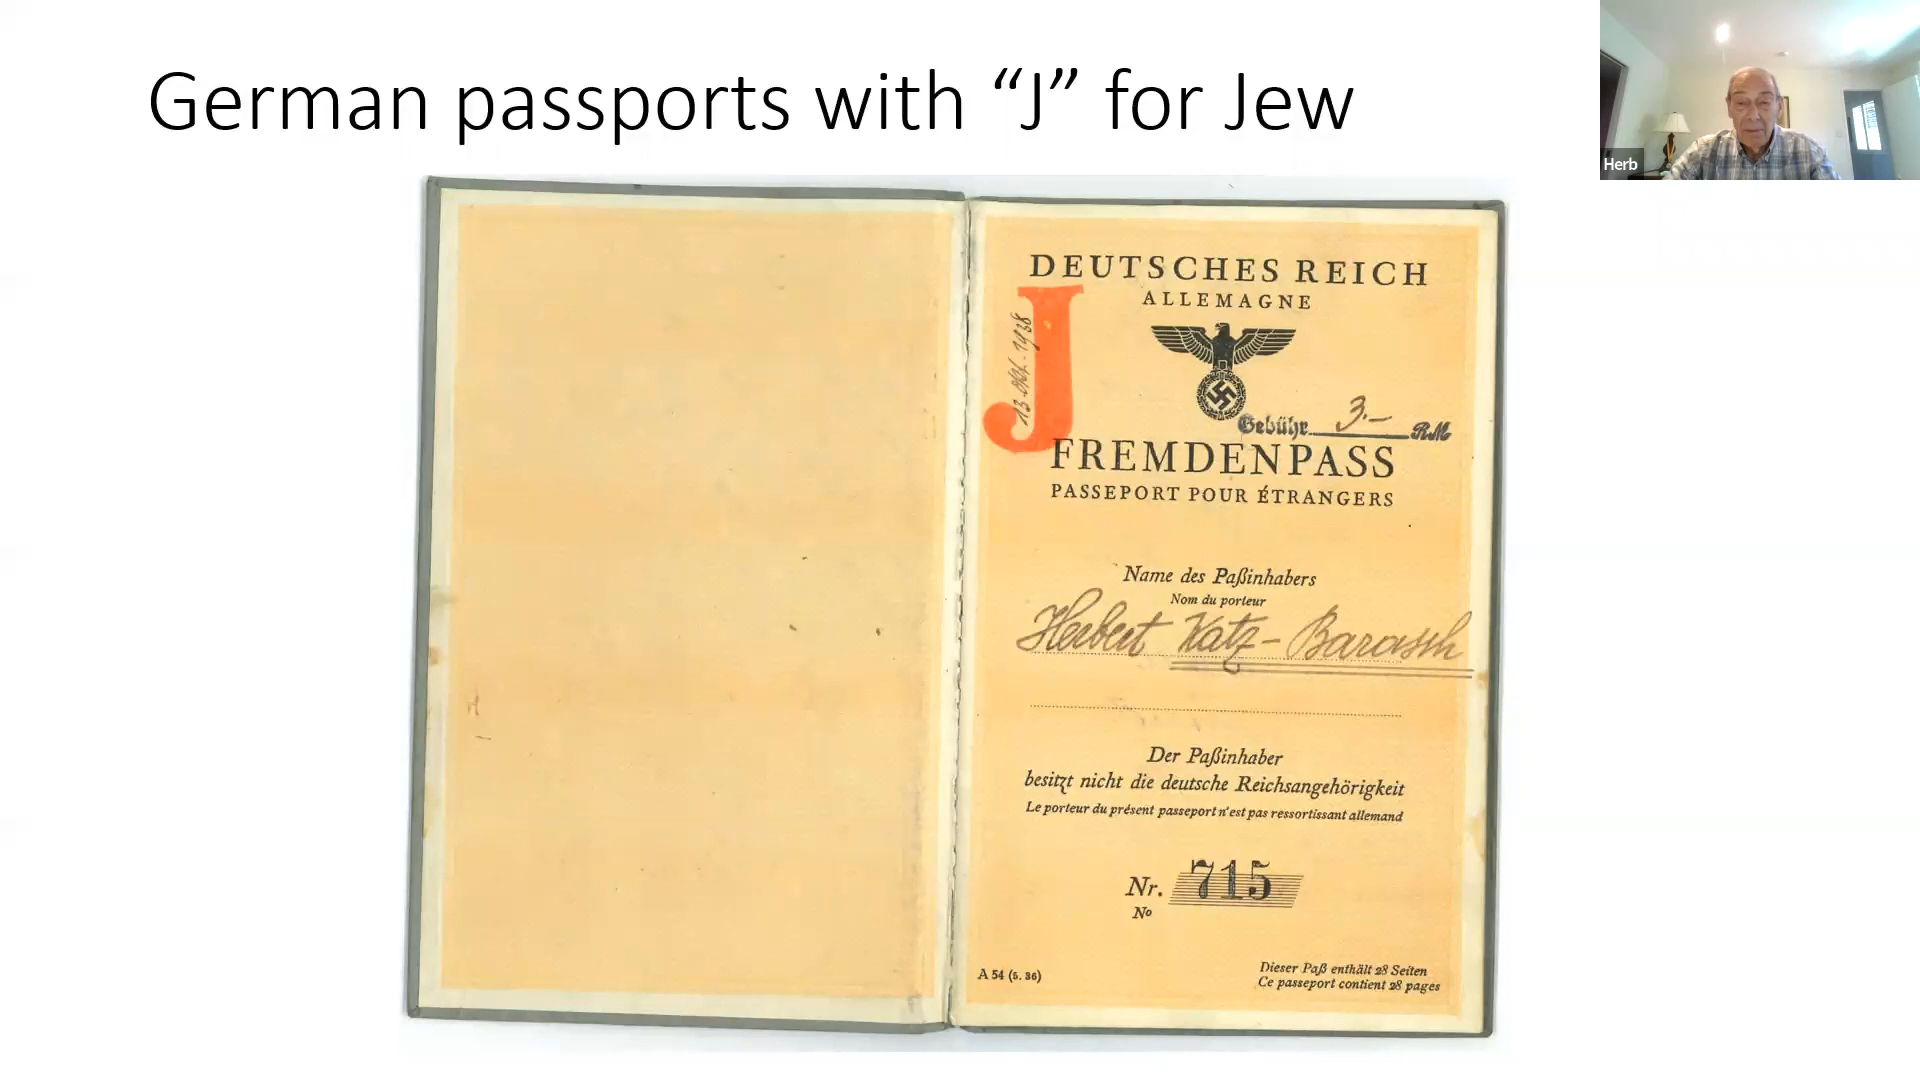 German passports with “J” for Jew
Herb
DEUTSCHES REICH
ALLEMAGNE
J
13. Okt. 1938
Gebühr 3.- RM
FREMDENPASS
PASSEPORT POUR ÉTRANGERS
Name des Paßinhabers
Nom du porteur
Herbert Katz-Barasch
Der Paßinhaber
besitzt nicht die deutsche Reichsangehörigkeit
Le porteur du présent passeport n'est pas ressortissant allemand
Nr. 715
No
A 54 (5. 36)
Dieser Paß enthält 28 Seiten
Ce passeport contient 28 pages